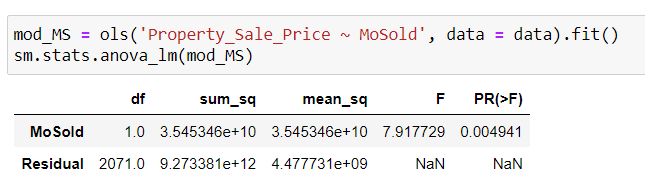 mod_MS = ols('Property_Sale_Price ~ MoSold', data = data).fit()
sm.stats.anova_lm(mod_MS)
df sum_sq mean_sq F PR(>F)
MoSold 1.0 3.545346e+10 3.545346e+10 7.917729 0.004941
Residual 2071.0 9.273381e+12 4.477731e+09 NaN NaN